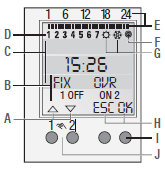 1 6 12 18 24
E
D 1 2 3 4 5 6 7
F
G
C
15:26
B FIX OVR
1 OFF ON 2
A ESC OK
H
1 2
I
J